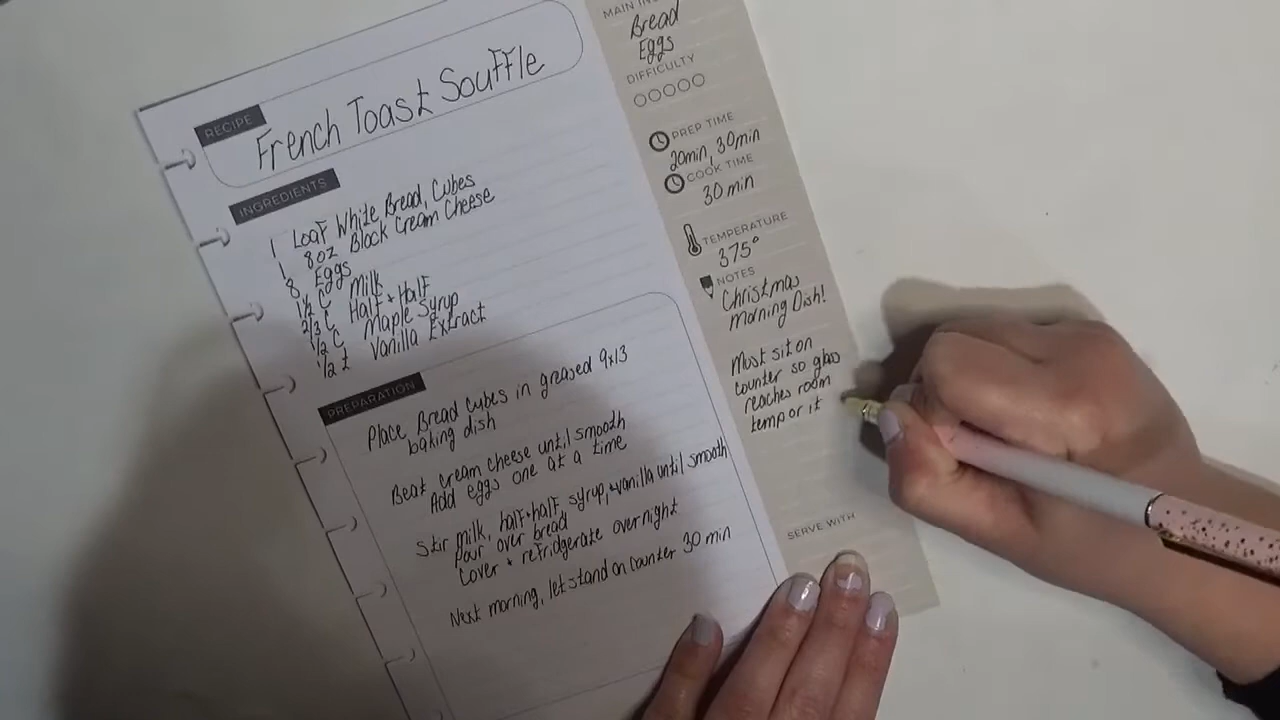 RECIPE
French Toast Souffle
INGREDIENTS
1 Loaf White Bread, Cubes
1 8oz Block Cream Cheese
8 Eggs
1 1/2 C Milk
2/3 C Half + Half
1/2 C Maple Syrup
1/2 t Vanilla Extract
PREPARATION
Place Bread Cubes in greased 9x13
baking dish
Beat cream cheese until smooth
Add eggs one at a time
Stir milk, half+half, syrup, + vanilla until smooth
Pour over bread
Cover + refridgerate overnight
Next morning, let stand on counter 30 min
MAIN
Bread
Eggs
DIFFICULTY
PREP TIME
20min, 30min
COOK TIME
30 min
TEMPERATURE
375°
NOTES
Christmas
morning Dish!
Must sit on
counter so glass
reaches room
temp or it
SERVE WITH